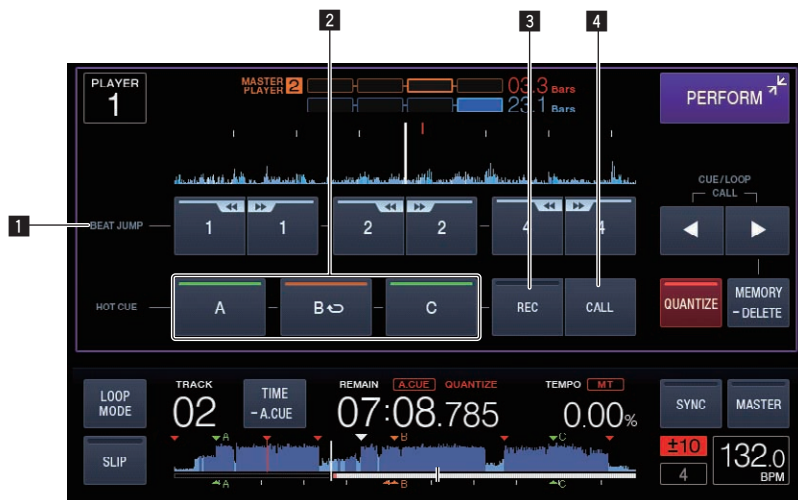 2 3 4
PLAYER
1
MASTER
PLAYER 2
03.3 Bars
23.1 Bars
PERFORM
CUE/LOOP
CALL
1
BEAT JUMP
1 1 2 2 4 4
HOT CUE
A B C REC CALL
QUANTIZE
MEMORY
- DELETE
LOOP
MODE
TRACK
02
TIME
- A.CUE
REMAIN A.CUE QUANTIZE
07:08.785
TEMPO MT
0.00%
SYNC
MASTER
SLIP
A B C
A B C
±10
4
132.0
BPM